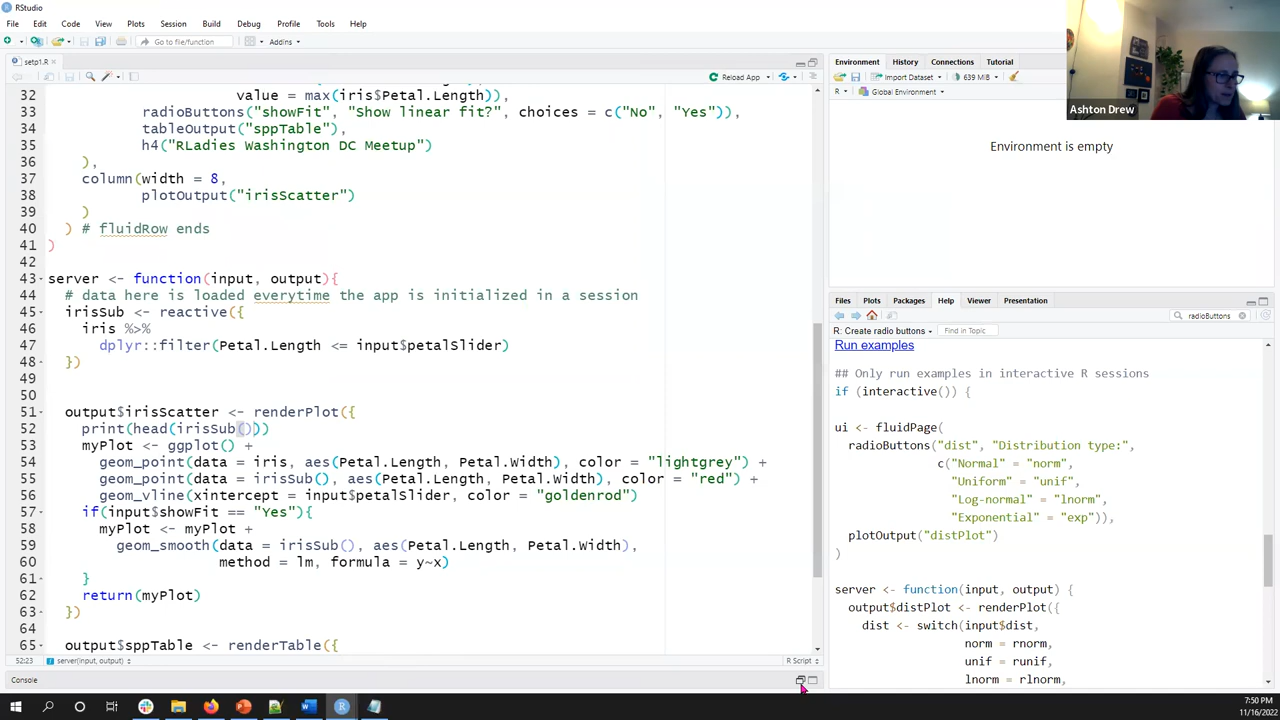 RStudio
File Edit Code View Plots Session Build Debug Profile Tools Help
Go to file/function Addins
setp1.R
Reload App
32 value = max(iris$Petal.Length)),
33 radioButtons("showFit", "Show linear fit?", choices = c("No", "Yes")),
34 tableOutput("sppTable"),
35 h4("RLadies Washington DC Meetup")
36 ),
37 column(width = 8,
38 plotOutput("irisScatter")
39 )
40 ) # fluidRow ends
41 )
42
43 server <- function(input, output){
44 # data here is loaded everytime the app is initialized in a session
45 irisSub <- reactive({
46 iris %>%
47 dplyr::filter(Petal.Length <= input$petalSlider)
48 })
49
50
51 output$irisScatter <- renderPlot({
52 print(head(irisSub()))
53 myPlot <- ggplot() +
54 geom_point(data = iris, aes(Petal.Length, Petal.Width), color = "lightgrey") +
55 geom_point(data = irisSub(), aes(Petal.Length, Petal.Width), color = "red") +
56 geom_vline(xintercept = input$petalSlider, color = "goldenrod")
57 if(input$showFit == "Yes"){
58 myPlot <- myPlot +
59 geom_smooth(data = irisSub(), aes(Petal.Length, Petal.Width),
60 method = lm, formula = y~x)
61 }
62 return(myPlot)
63 })
64
65 output$sppTable <- renderTable({
52:23 server(input, output) R Script
Console
Environment History Connections Tutorial
Import Dataset 639 MiB
R Global Environment
Environment is empty
Ashton Drew
Files Plots Packages Help Viewer Presentation
radioButtons
R: Create radio buttons Find in Topic
Run examples
## Only run examples in interactive R sessions
if (interactive()) {
ui <- fluidPage(
radioButtons("dist", "Distribution type:",
c("Normal" = "norm",
"Uniform" = "unif",
"Log-normal" = "lnorm",
"Exponential" = "exp")),
plotOutput("distPlot")
)
server <- function(input, output) {
output$distPlot <- renderPlot({
dist <- switch(input$dist,
norm = rnorm,
unif = runif,
lnorm = rlnorm,
7:50 PM
11/16/2022